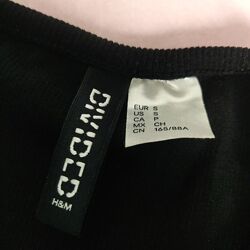 DIVIDED
H&M
EUR S
US S
CA P
MX CH
CN 165/88A